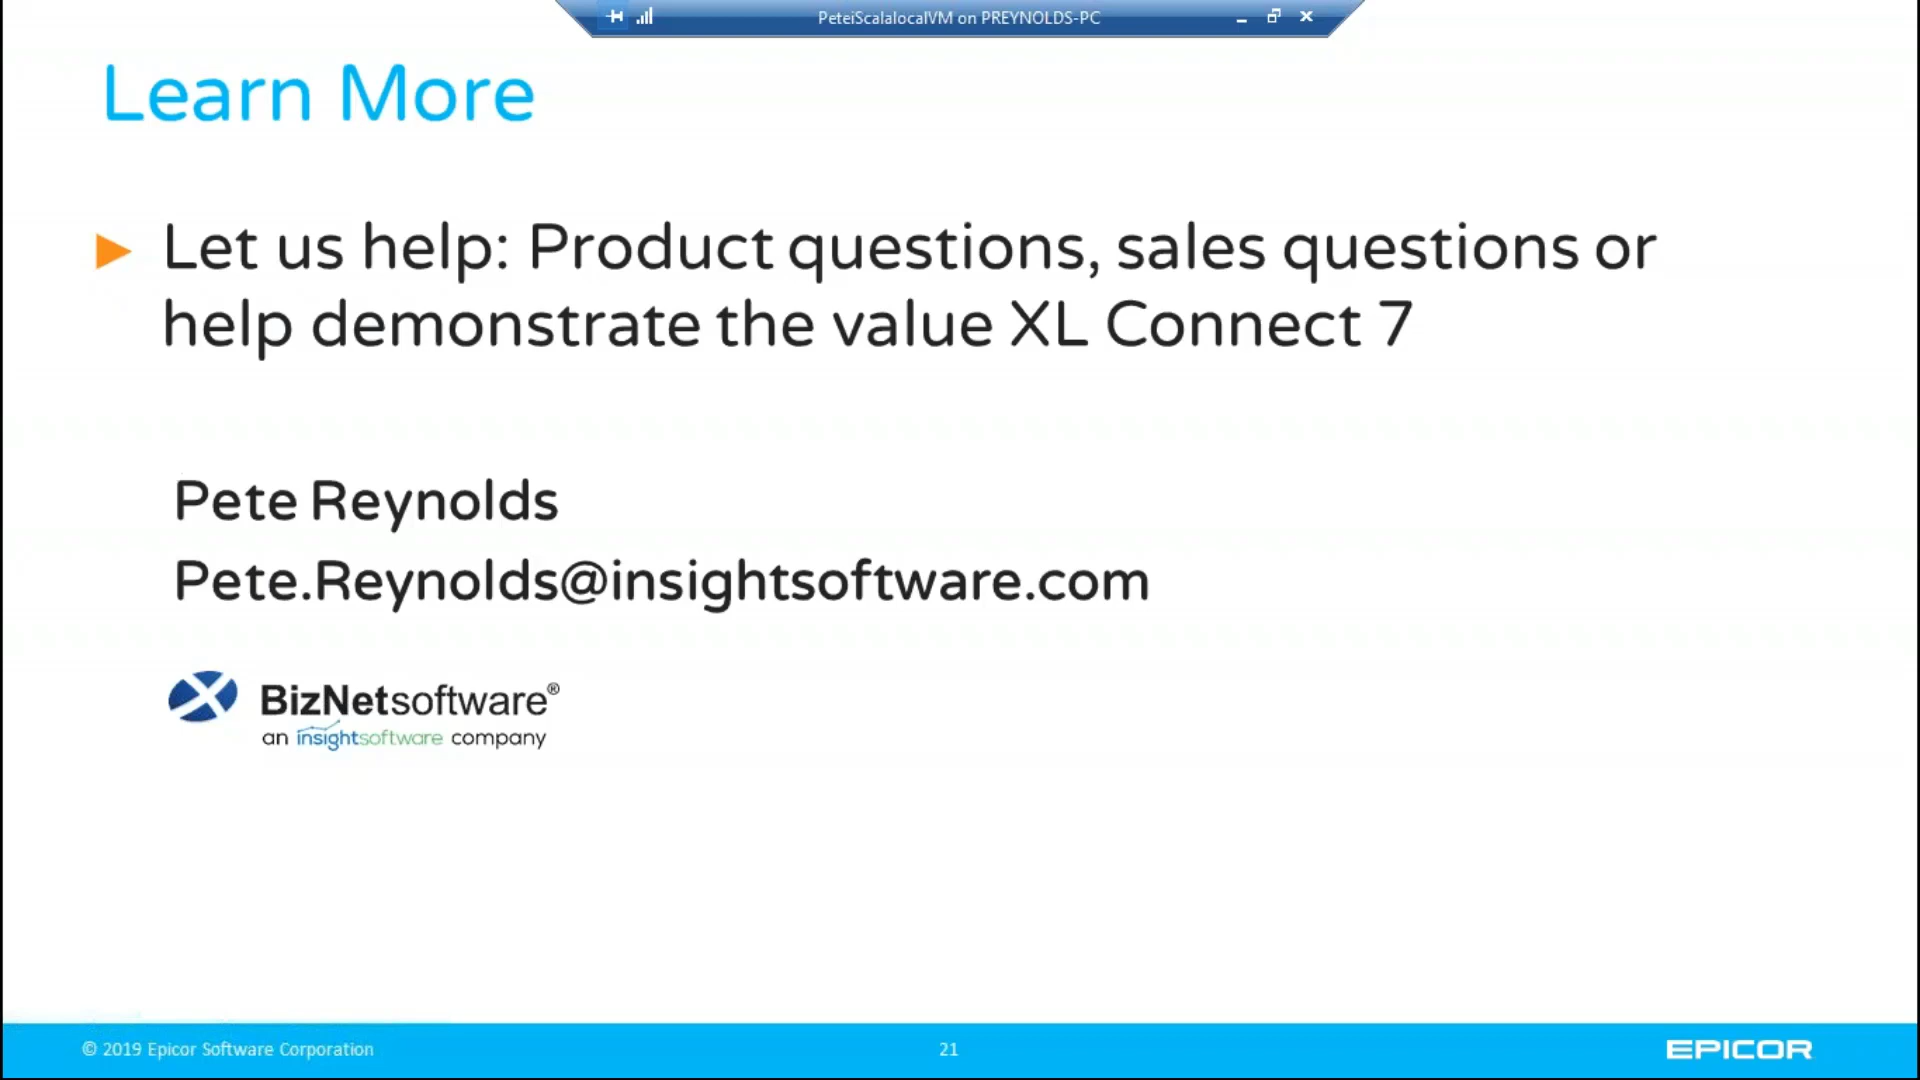 PeteiScalalocalVM on PREYNOLDS-PC
Learn More
Let us help: Product questions, sales questions or
help demonstrate the value XL Connect 7
Pete Reynolds
Pete.Reynolds@insightsoftware.com
BizNetsoftware®
an insightsoftware company
© 2019 Epicor Software Corporation
21
EPICOR